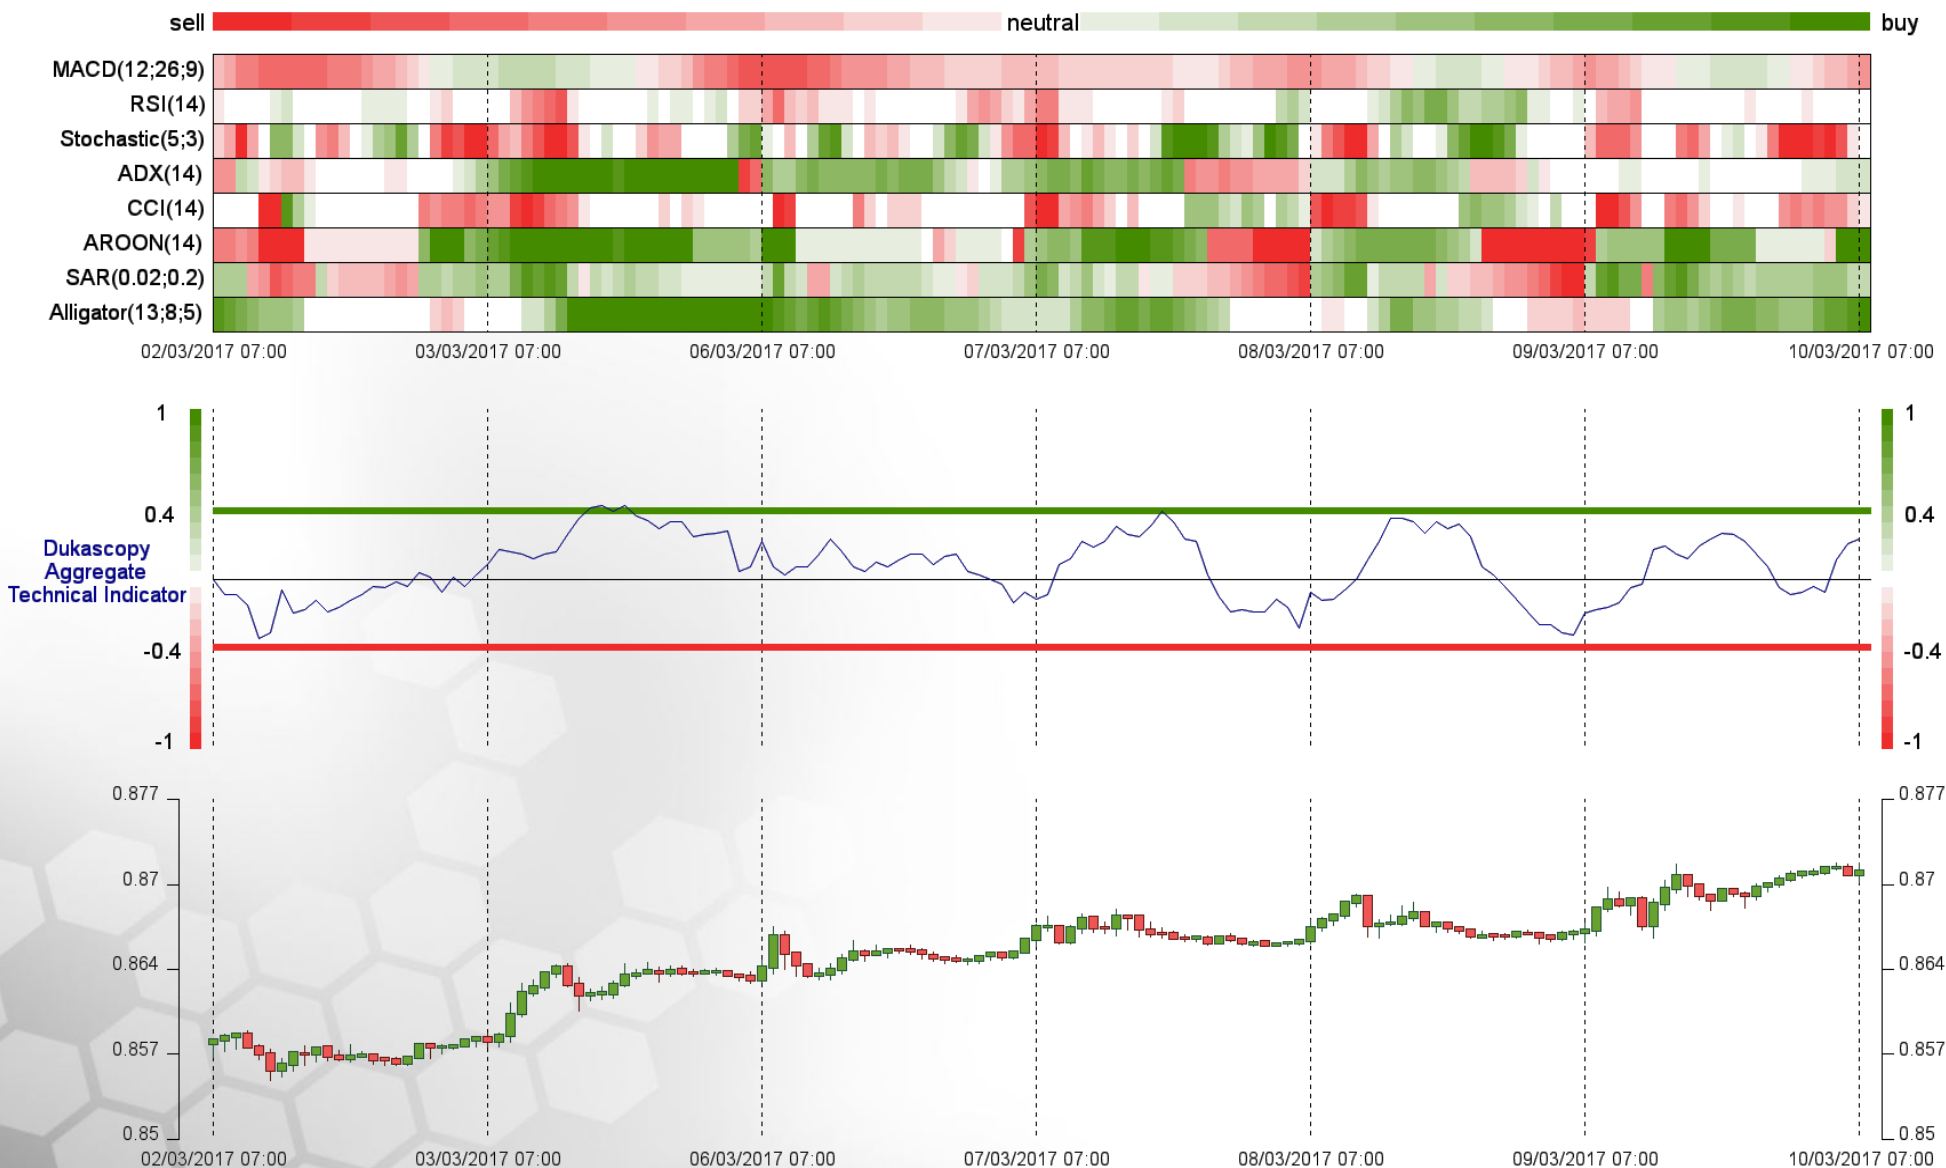 sell neutral buy
MACD(12;26;9)
RSI(14)
Stochastic(5;3)
ADX(14)
CCI(14)
AROON(14)
SAR(0.02;0.2)
Alligator(13;8;5)
02/03/2017 07:00 03/03/2017 07:00 06/03/2017 07:00 07/03/2017 07:00 08/03/2017 07:00 09/03/2017 07:00 10/03/2017 07:00
1 1
0.4 0.4
Dukascopy
Aggregate
Technical Indicator
-0.4 -0.4
-1 -1
0.877 0.877
0.87 0.87
0.864 0.864
0.857 0.857
0.85 0.85
02/03/2017 07:00 03/03/2017 07:00 06/03/2017 07:00 07/03/2017 07:00 08/03/2017 07:00 09/03/2017 07:00 10/03/2017 07:00